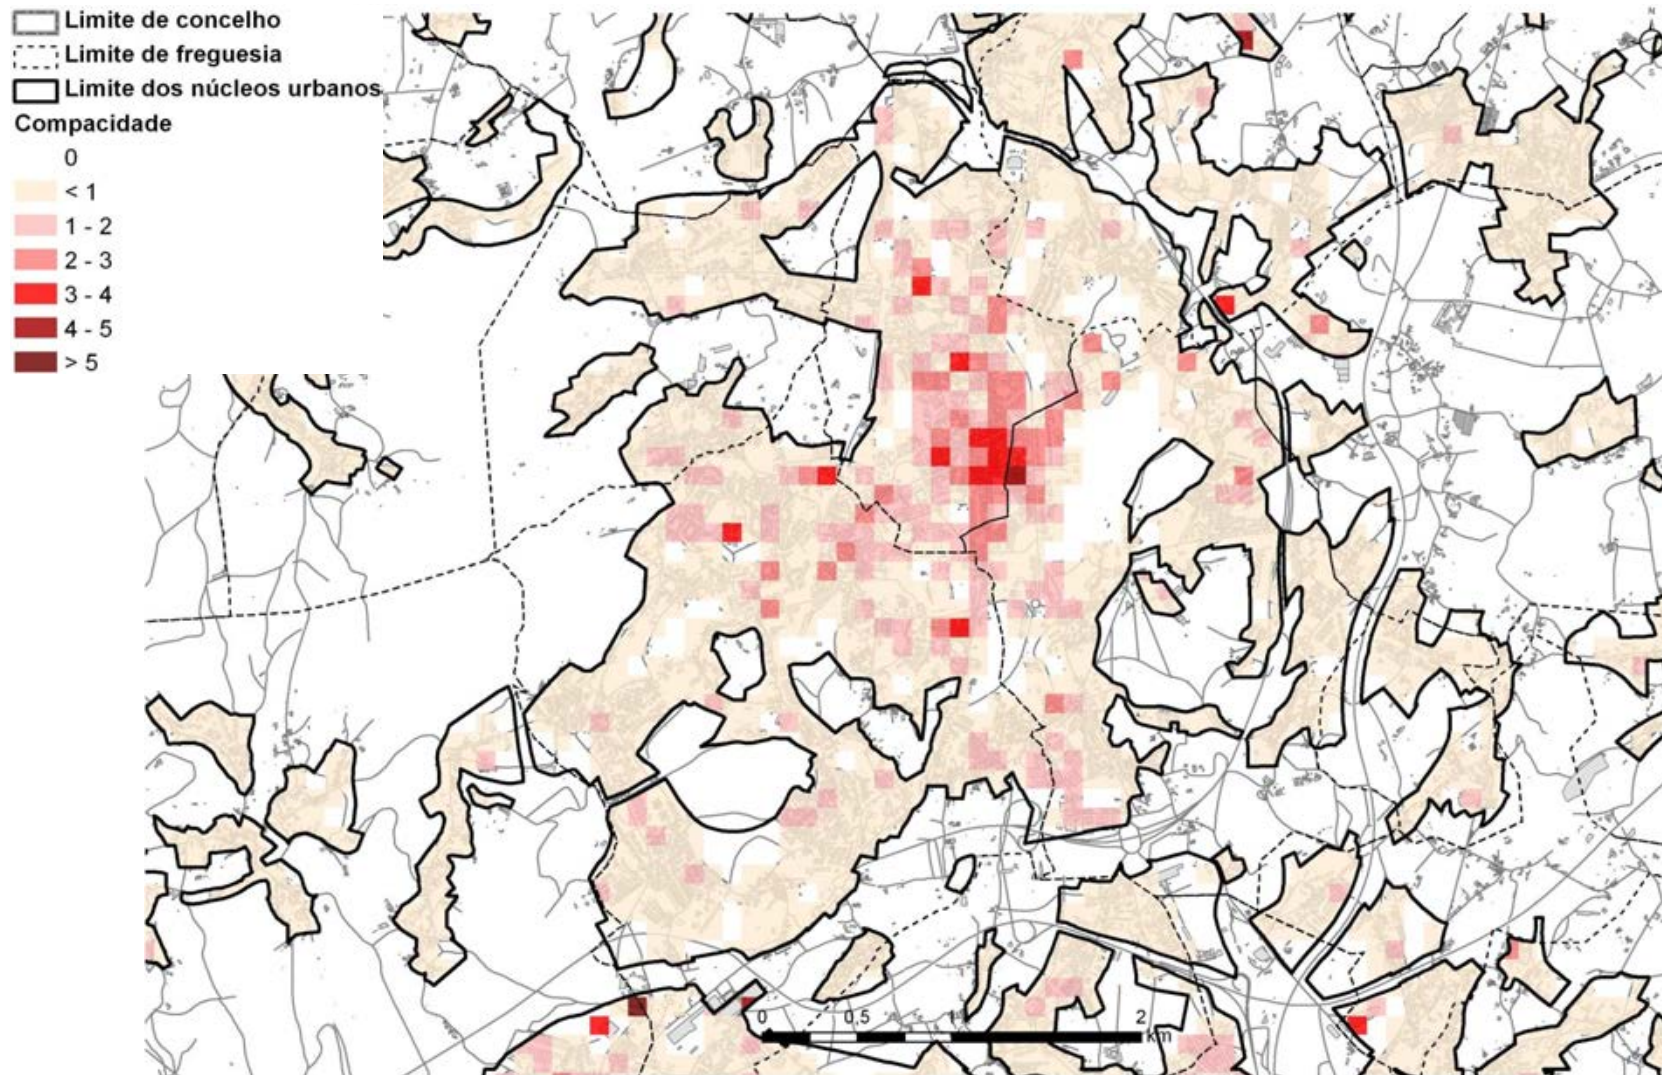 Limite de concelho
Limite de freguesia
Limite dos núcleos urbanos
Compacidade
0
< 1
1 - 2
2 - 3
3 - 4
4 - 5
> 5
N
0 0,5 1 2
km